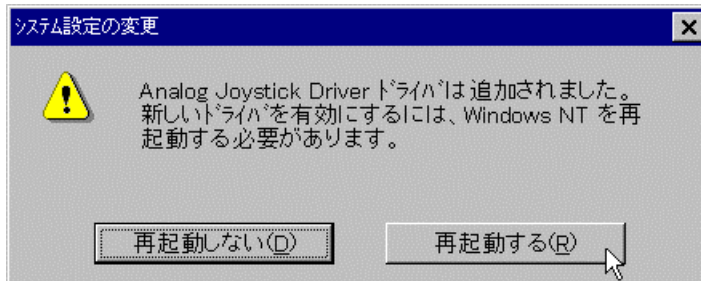 ｼｽﾃﾑ設定の変更
Analog Joystick Driver ﾄﾞﾗｲﾊﾞは追加されました。
新しいﾄﾞﾗｲﾊﾞを有効にするには、Windows NT を再
起動する必要があります。
再起動しない(D)
再起動する(R)